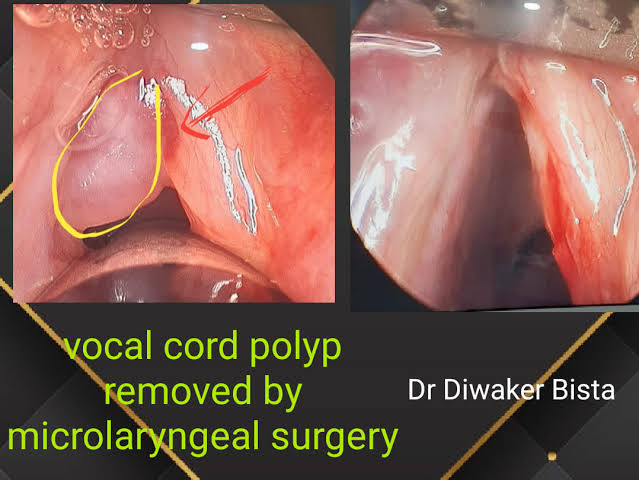 vocal cord polyp
removed by
microlaryngeal surgery
Dr Diwaker Bista